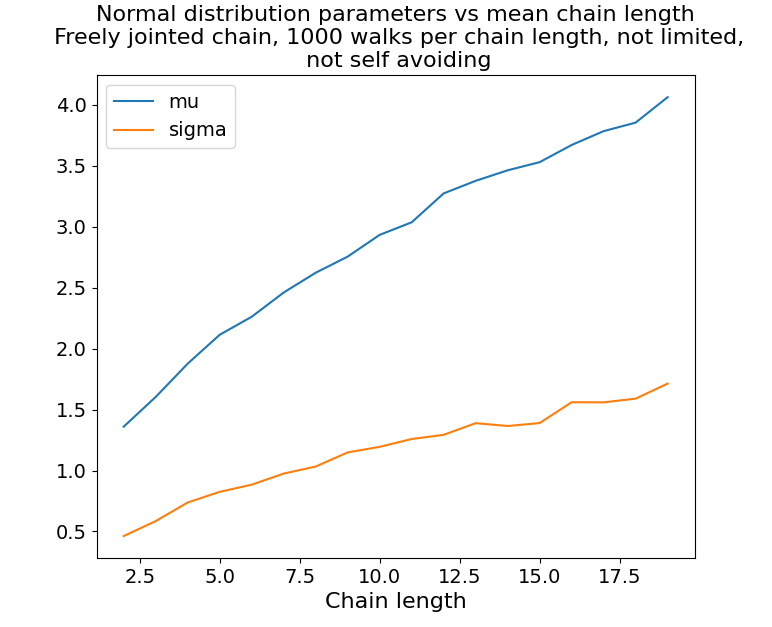 Normal distribution parameters vs mean chain length
Freely jointed chain, 1000 walks per chain length, not limited,
not self avoiding
mu
sigma
4.0
3.5
3.0
2.5
2.0
1.5
1.0
0.5
2.5 5.0 7.5 10.0 12.5 15.0 17.5
Chain length